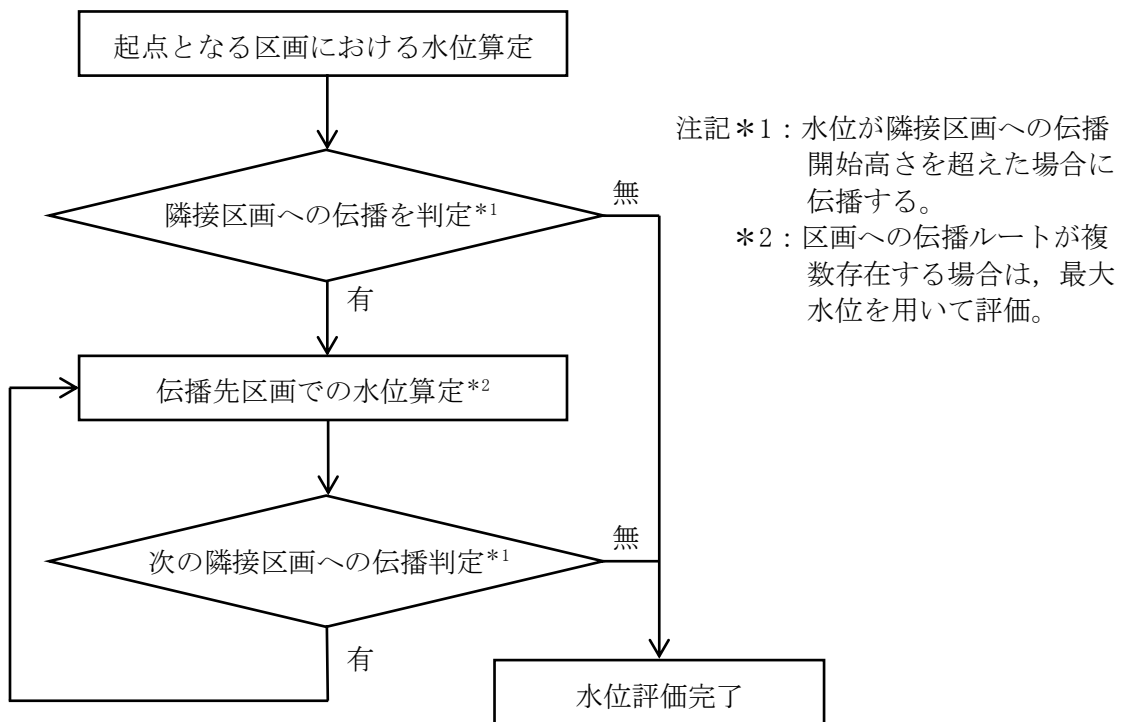 起点となる区画における水位算定
注記＊1：水位が隣接区画への伝播
開始高さを超えた場合に
伝播する。
＊2：区画への伝播ルートが複
数存在する場合は，最大
水位を用いて評価。
隣接区画への伝播を判定*1
無
有
伝播先区画での水位算定*2
次の隣接区画への伝播判定*1
無
有
水位評価完了